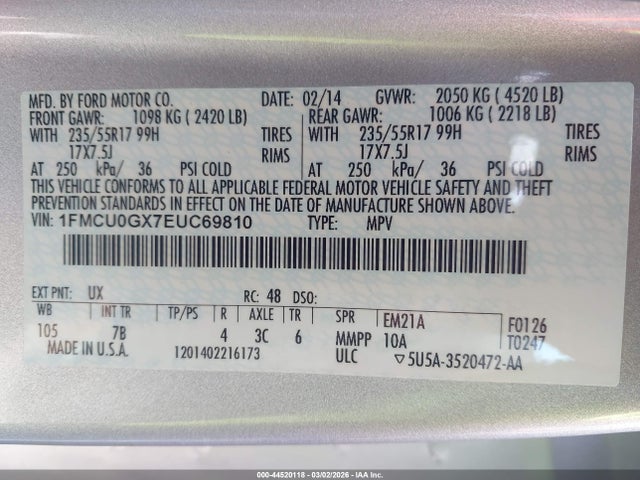 MFD. BY FORD MOTOR CO. DATE: 02/14 GVWR: 2050 KG ( 4520 LB)
FRONT GAWR: 1098 KG ( 2420 LB) REAR GAWR: 1006 KG ( 2218 LB)
WITH 235/55R17 99H TIRES WITH 235/55R17 99H TIRES
17X7.5J RIMS 17X7.5J RIMS
AT 250 kPa/ 36 PSI COLD AT 250 kPa/ 36 PSI COLD
THIS VEHICLE CONFORMS TO ALL APPLICABLE FEDERAL MOTOR VEHICLE SAFETY AND THEFT
PREVENTION STANDARDS IN EFFECT ON THE DATE OF MANUFACTURE SHOWN ABOVE.
VIN: 1FMCU0GX7EUC69810 TYPE: MPV
EXT PNT: UX RC: 48 DSO:
WB INT TR TP/PS R AXLE TR SPR EM21A F0126
105 7B 4 3C 6 MMPP 10A T0247
MADE IN U.S.A. 1201402216173 ULC ▽5U5A-3520472-AA
000-44520118 - 03/02/2026 - IAA Inc.